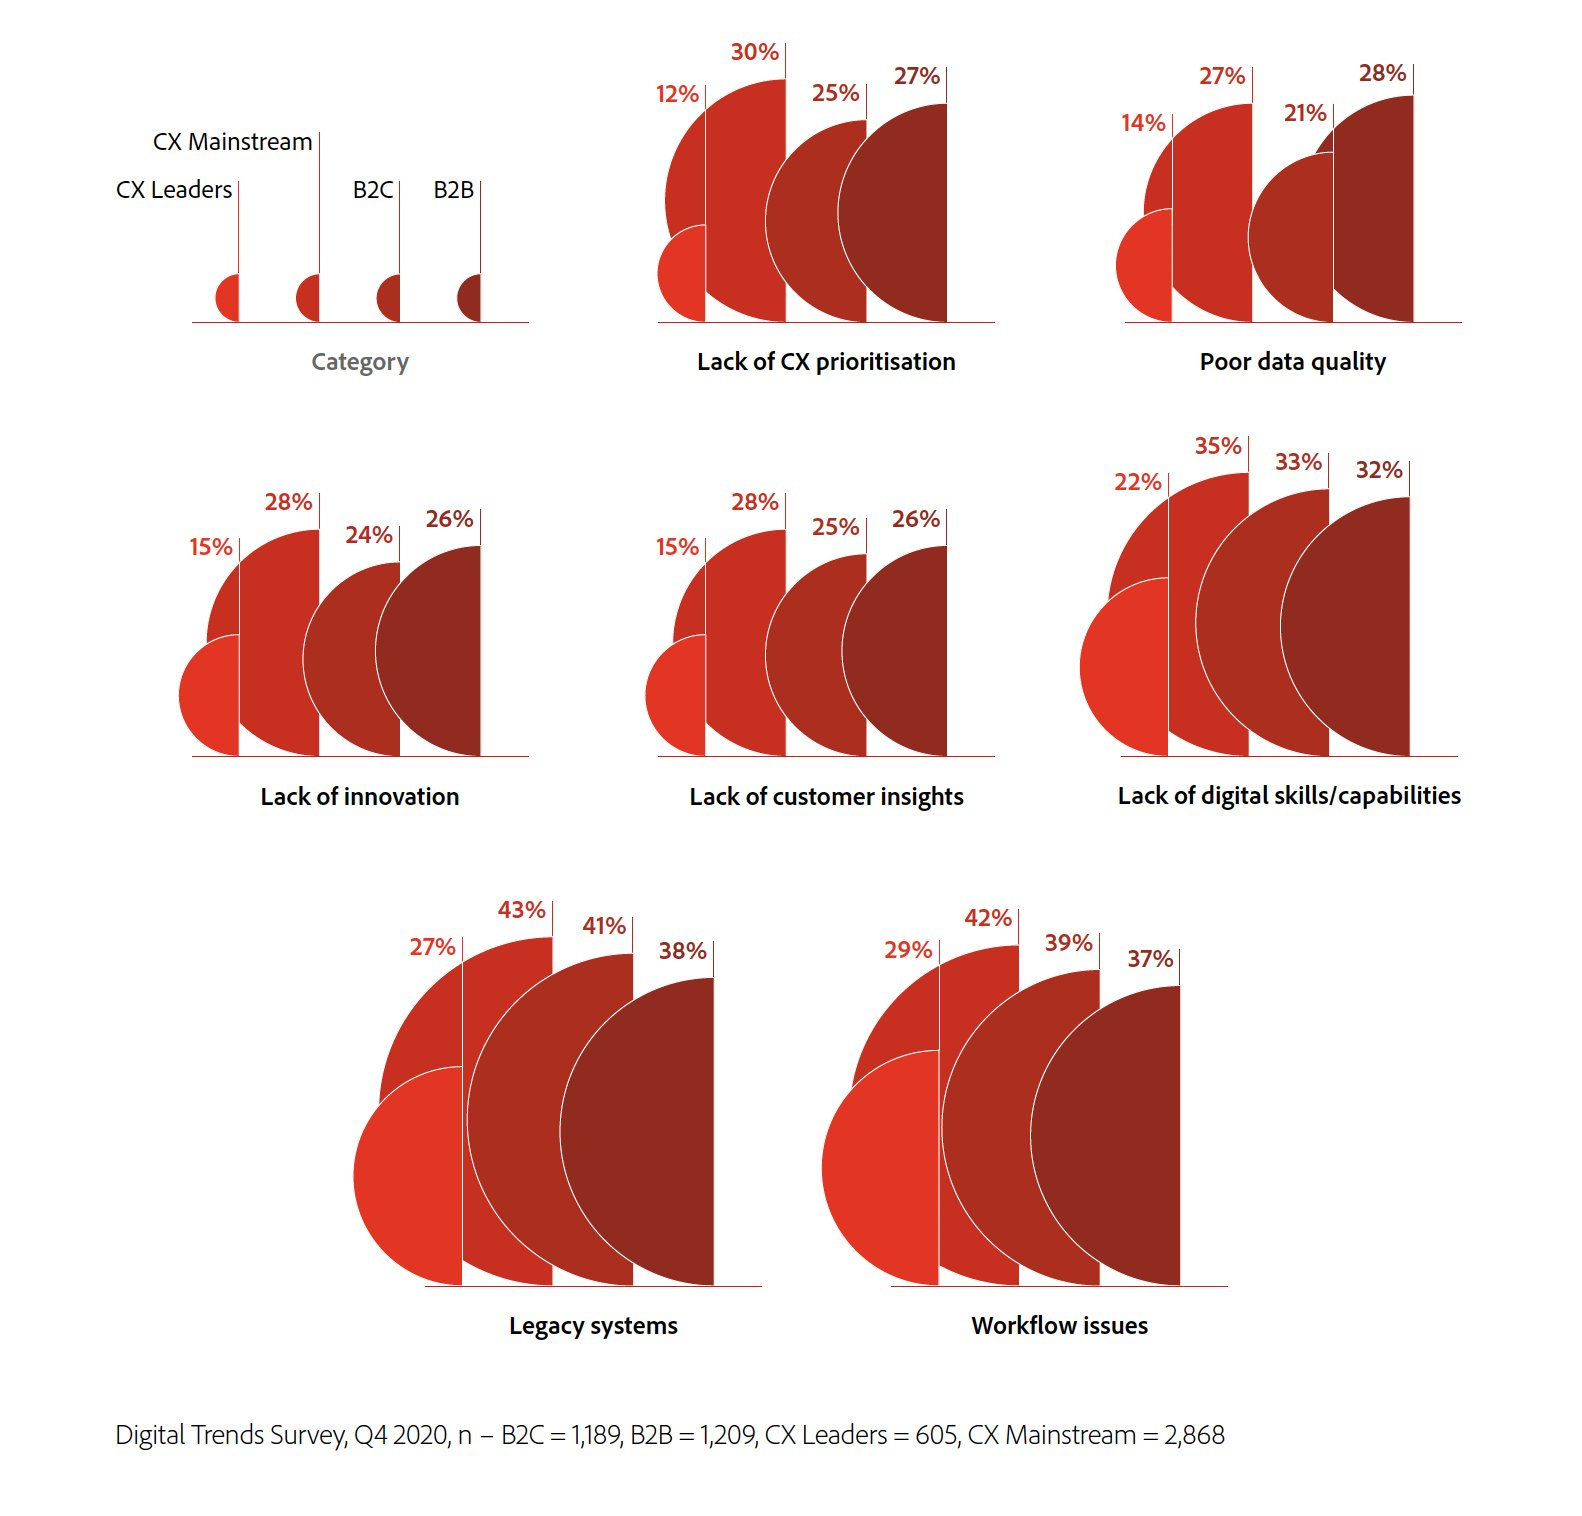 CX Mainstream
CX Leaders
B2C
B2B
Category
12%
30%
25%
27%
Lack of CX prioritisation
14%
27%
21%
28%
Poor data quality
15%
28%
24%
26%
Lack of innovation
15%
28%
25%
26%
Lack of customer insights
22%
35%
33%
32%
Lack of digital skills/capabilities
27%
43%
41%
38%
Legacy systems
29%
42%
39%
37%
Workflow issues
Digital Trends Survey, Q4 2020, n – B2C = 1,189, B2B = 1,209, CX Leaders = 605, CX Mainstream = 2,868